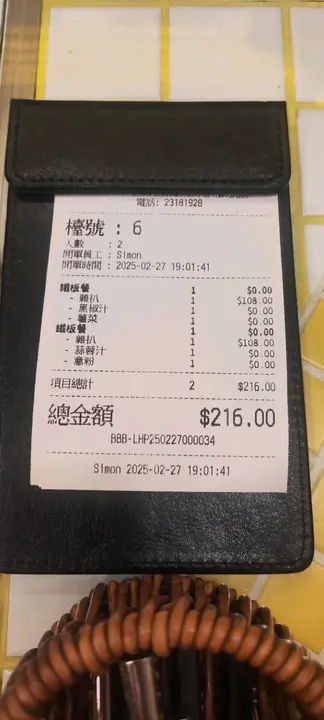 電話: 23181928
檯號 : 6
人數 : 2
開單員工 : Simon
開單時間 : 2025-02-27 19:01:41
鐵板餐 1 $0.00
- 雜扒 1 $108.00
- 黑椒汁 1 $0.00
- 薯菜 1 $0.00
鐵板餐 1 $0.00
- 雜扒 1 $108.00
- 蒜蓉汁 1 $0.00
- 意粉 1 $0.00
項目總計 2 $216.00
總金額 $216.00
BBB-LHP250227000034
Simon 2025-02-27 19:01:41